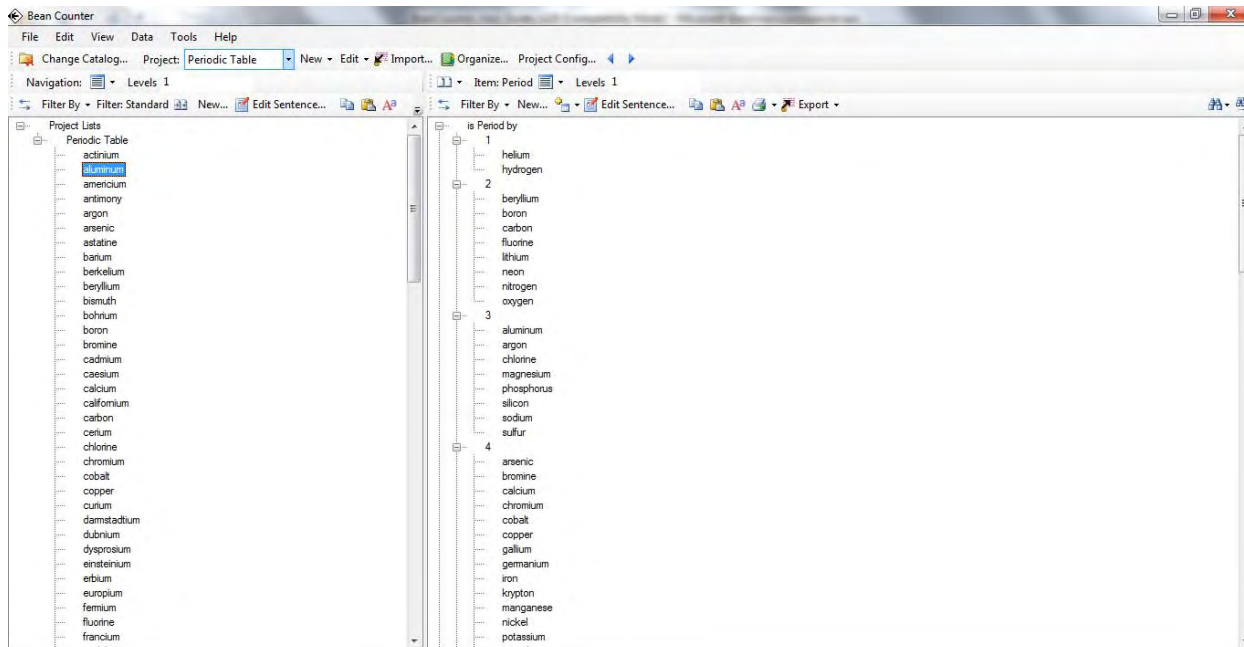 Bean Counter
File Edit View Data Tools Help
Change Catalog... Project: Periodic Table New Edit Import... Organize... Project Config...
Navigation: Levels 1
Item: Period Levels 1
Filter By Filter: Standard New... Edit Sentence...
Filter By New... Edit Sentence... Export
Project Lists
Periodic Table
actinium
aluminum
americium
antimony
argon
arsenic
astatine
barium
berkelium
beryllium
bismuth
bohrium
boron
bromine
cadmium
caesium
calcium
californium
carbon
cerium
chlorine
chromium
cobalt
copper
curium
darmstadtium
dubnium
dysprosium
einsteinium
erbium
europium
fermium
fluorine
francium
is Period by
1
helium
hydrogen
2
beryllium
boron
carbon
fluorine
lithium
neon
nitrogen
oxygen
3
aluminum
argon
chlorine
magnesium
phosphorus
silicon
sodium
sulfur
4
arsenic
bromine
calcium
chromium
cobalt
copper
gallium
germanium
iron
krypton
manganese
nickel
potassium